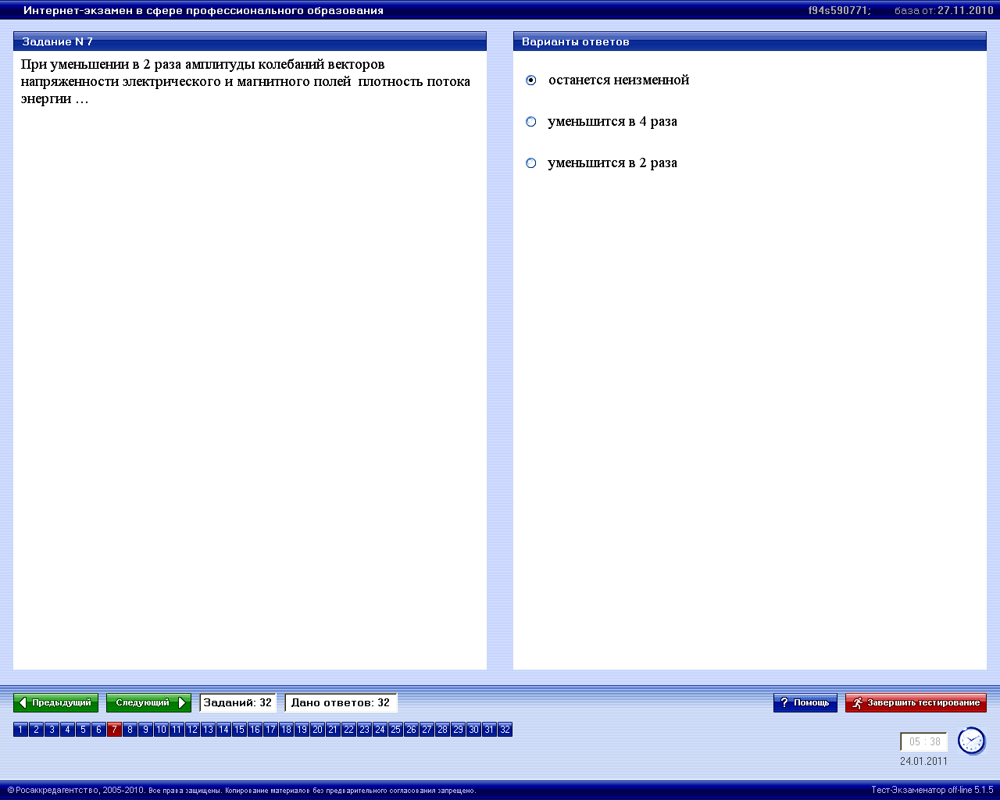 Интернет-экзамен в сфере профессионального образования
f94s590771; база от: 27.11.2010
Задание N 7
При уменьшении в 2 раза амплитуды колебаний векторов
напряженности электрического и магнитного полей плотность потока
энергии …
Варианты ответов
останется неизменной
уменьшится в 4 раза
уменьшится в 2 раза
Предыдущий Следующий Заданий: 32 Дано ответов: 32 ? Помощь Завершить тестирование
1 2 3 4 5 6 7 8 9 10 11 12 13 14 15 16 17 18 19 20 21 22 23 24 25 26 27 28 29 30 31 32
05 : 38
24.01.2011
© Росаккредагентство, 2005-2010. Все права защищены. Копирование материалов без предварительного согласования запрещено. Тест-Экзаменатор off-line 5.1.5